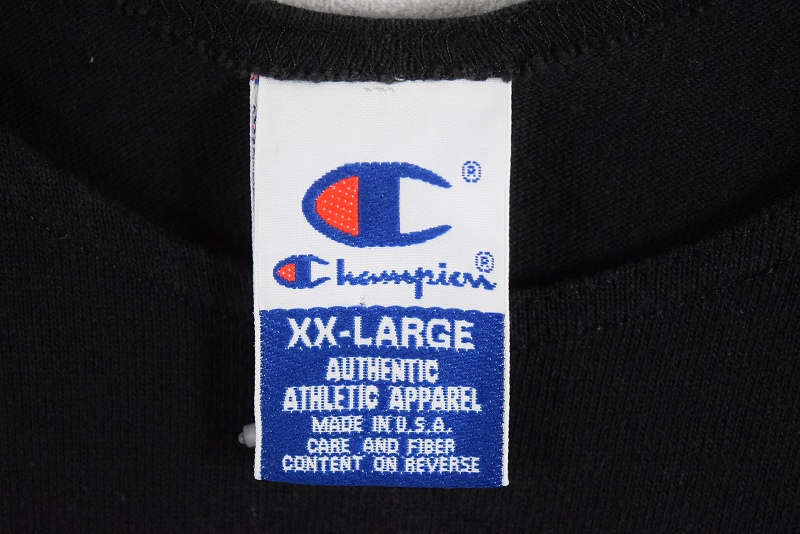 ®
Champion®
XX-LARGE
AUTHENTIC
ATHLETIC APPAREL
MADE IN U.S.A.
CARE AND FIBER
CONTENT ON REVERSE